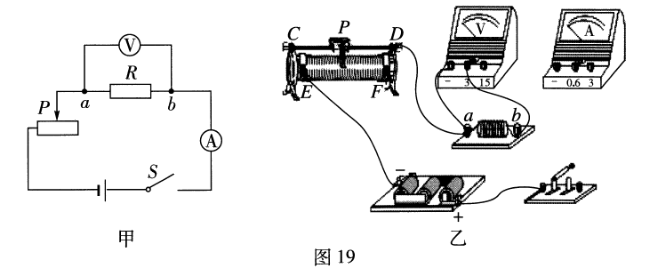 V
R
a
b
P
A
S
甲
C
P
D
E
F
V
− 3 15
A
− 0.6 3
a
b
−
+
乙
图 19